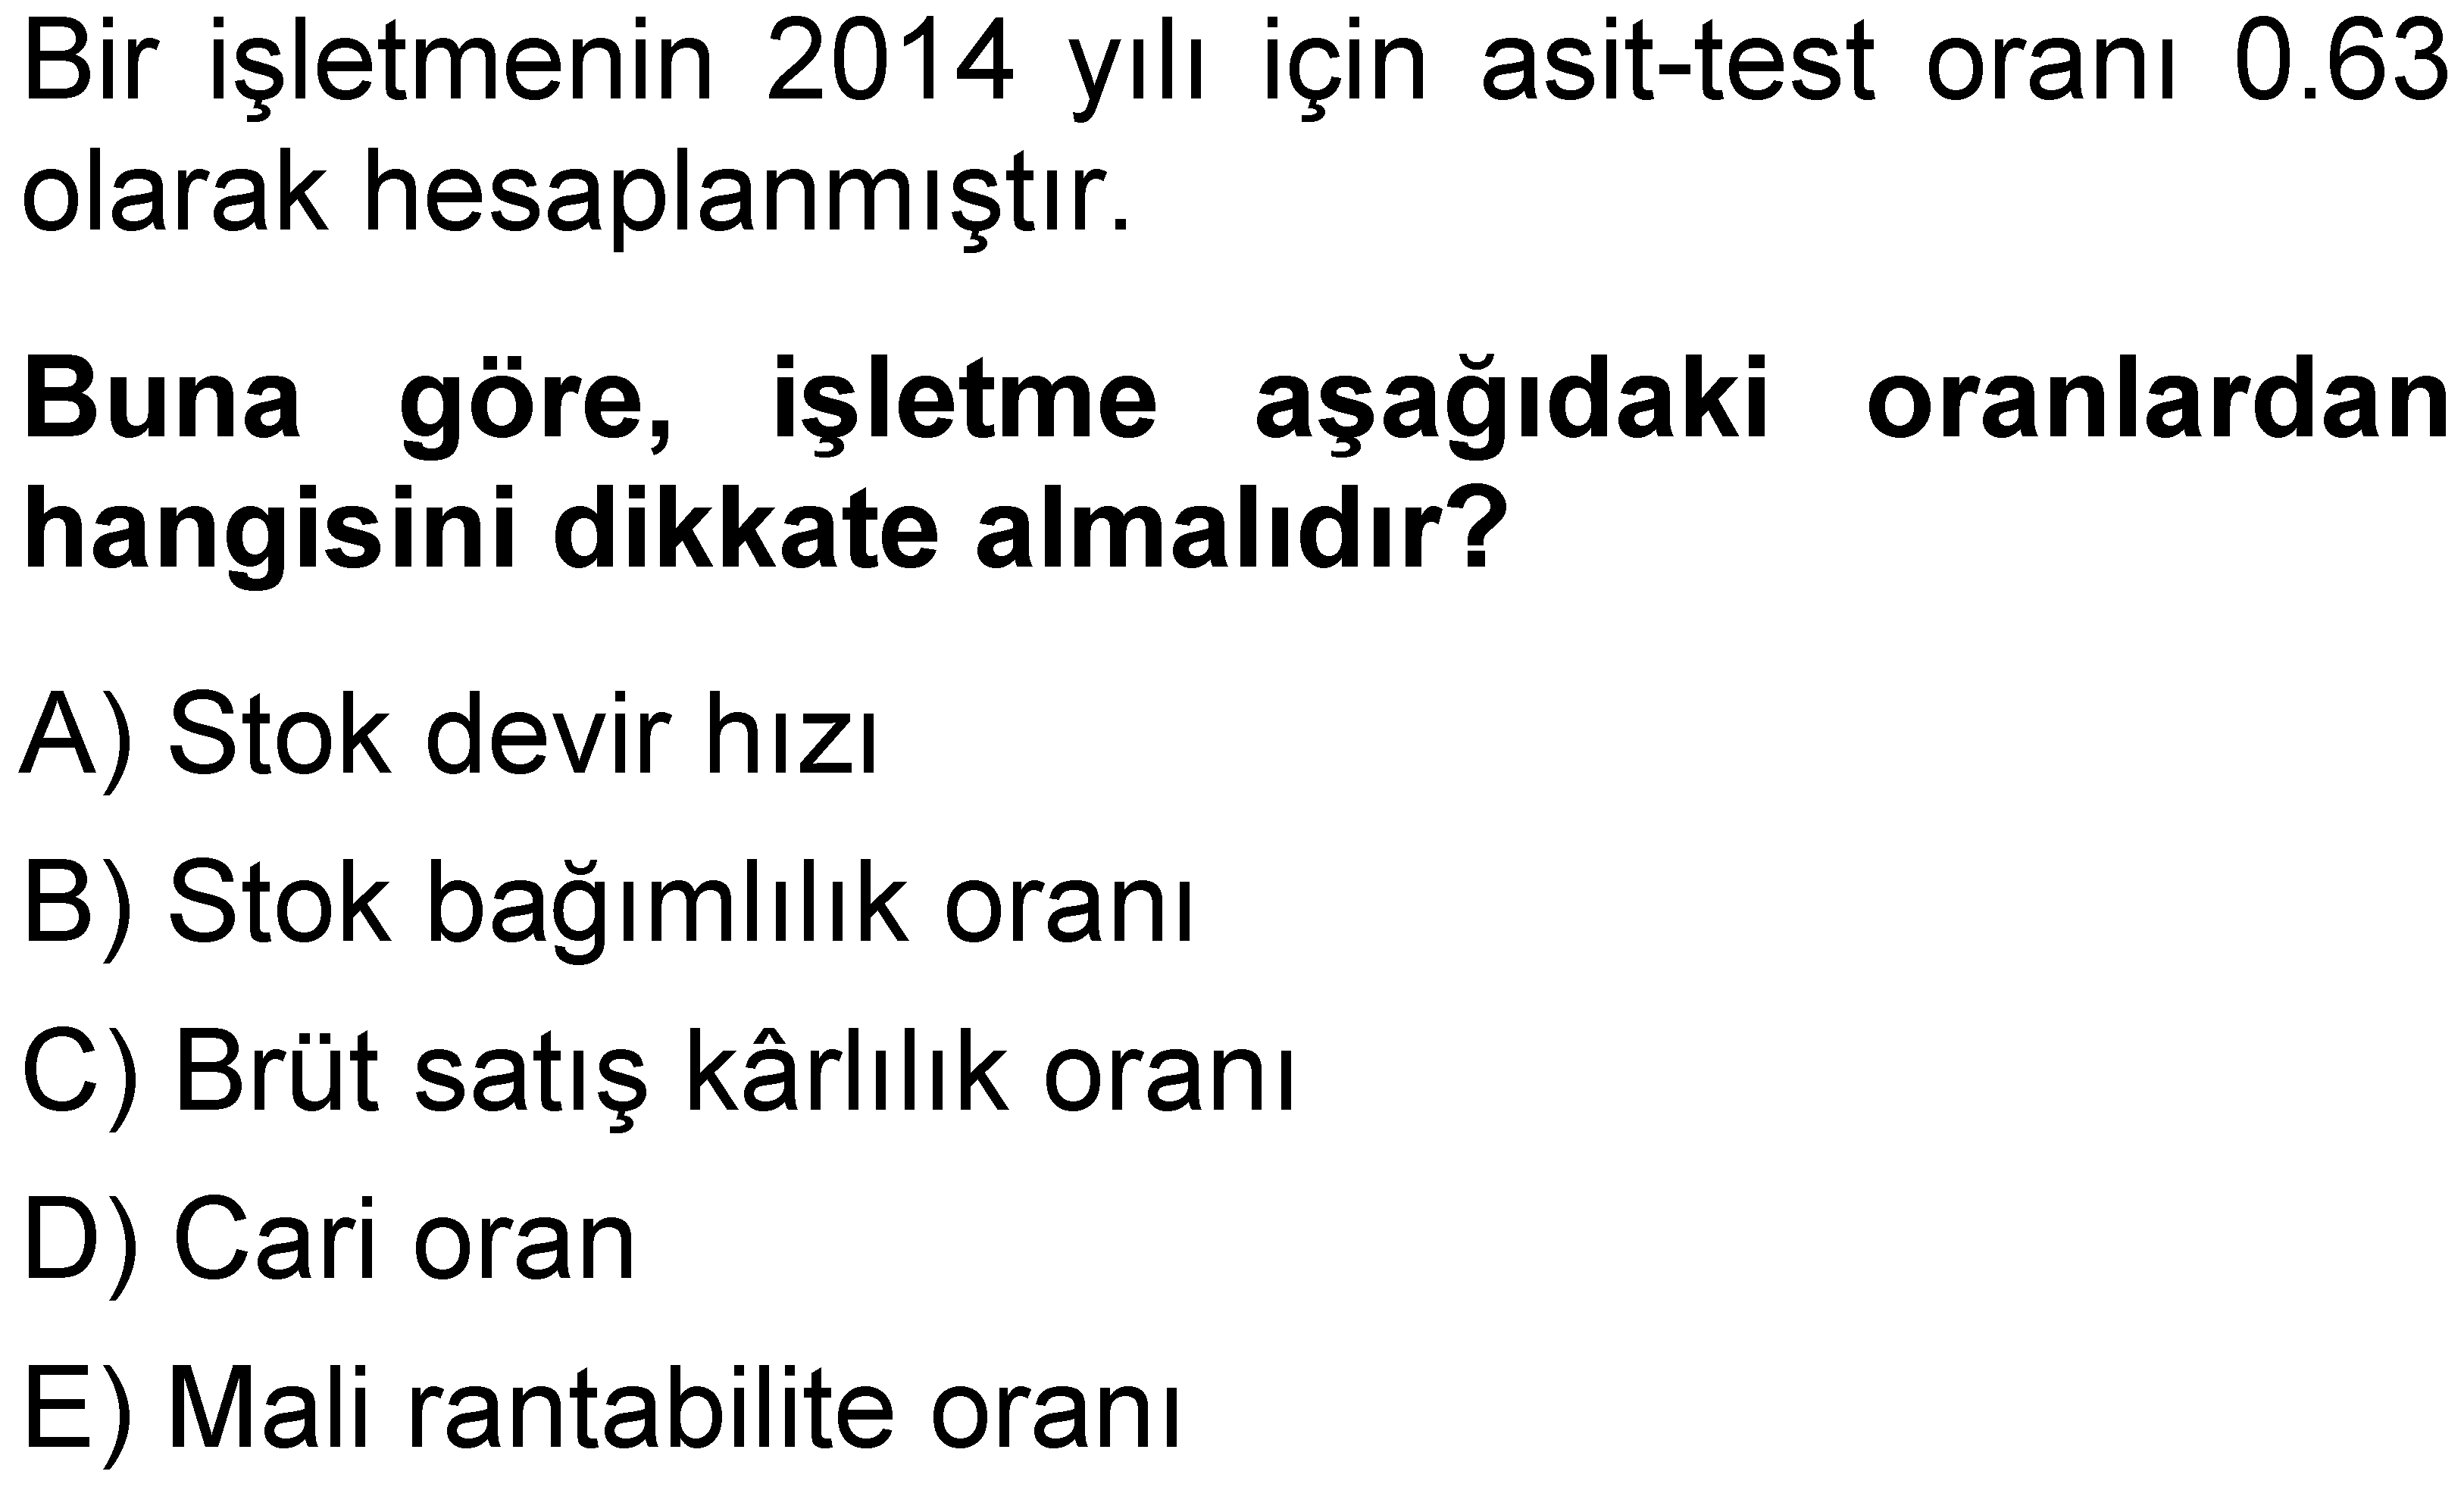 Bir işletmenin 2014 yılı için asit-test oranı 0.63
olarak hesaplanmıştır.
Buna göre, işletme aşağıdaki oranlardan
hangisini dikkate almalıdır?
A) Stok devir hızı
B) Stok bağımlılık oranı
C) Brüt satış kârlılık oranı
D) Cari oran
E) Mali rantabilite oranı